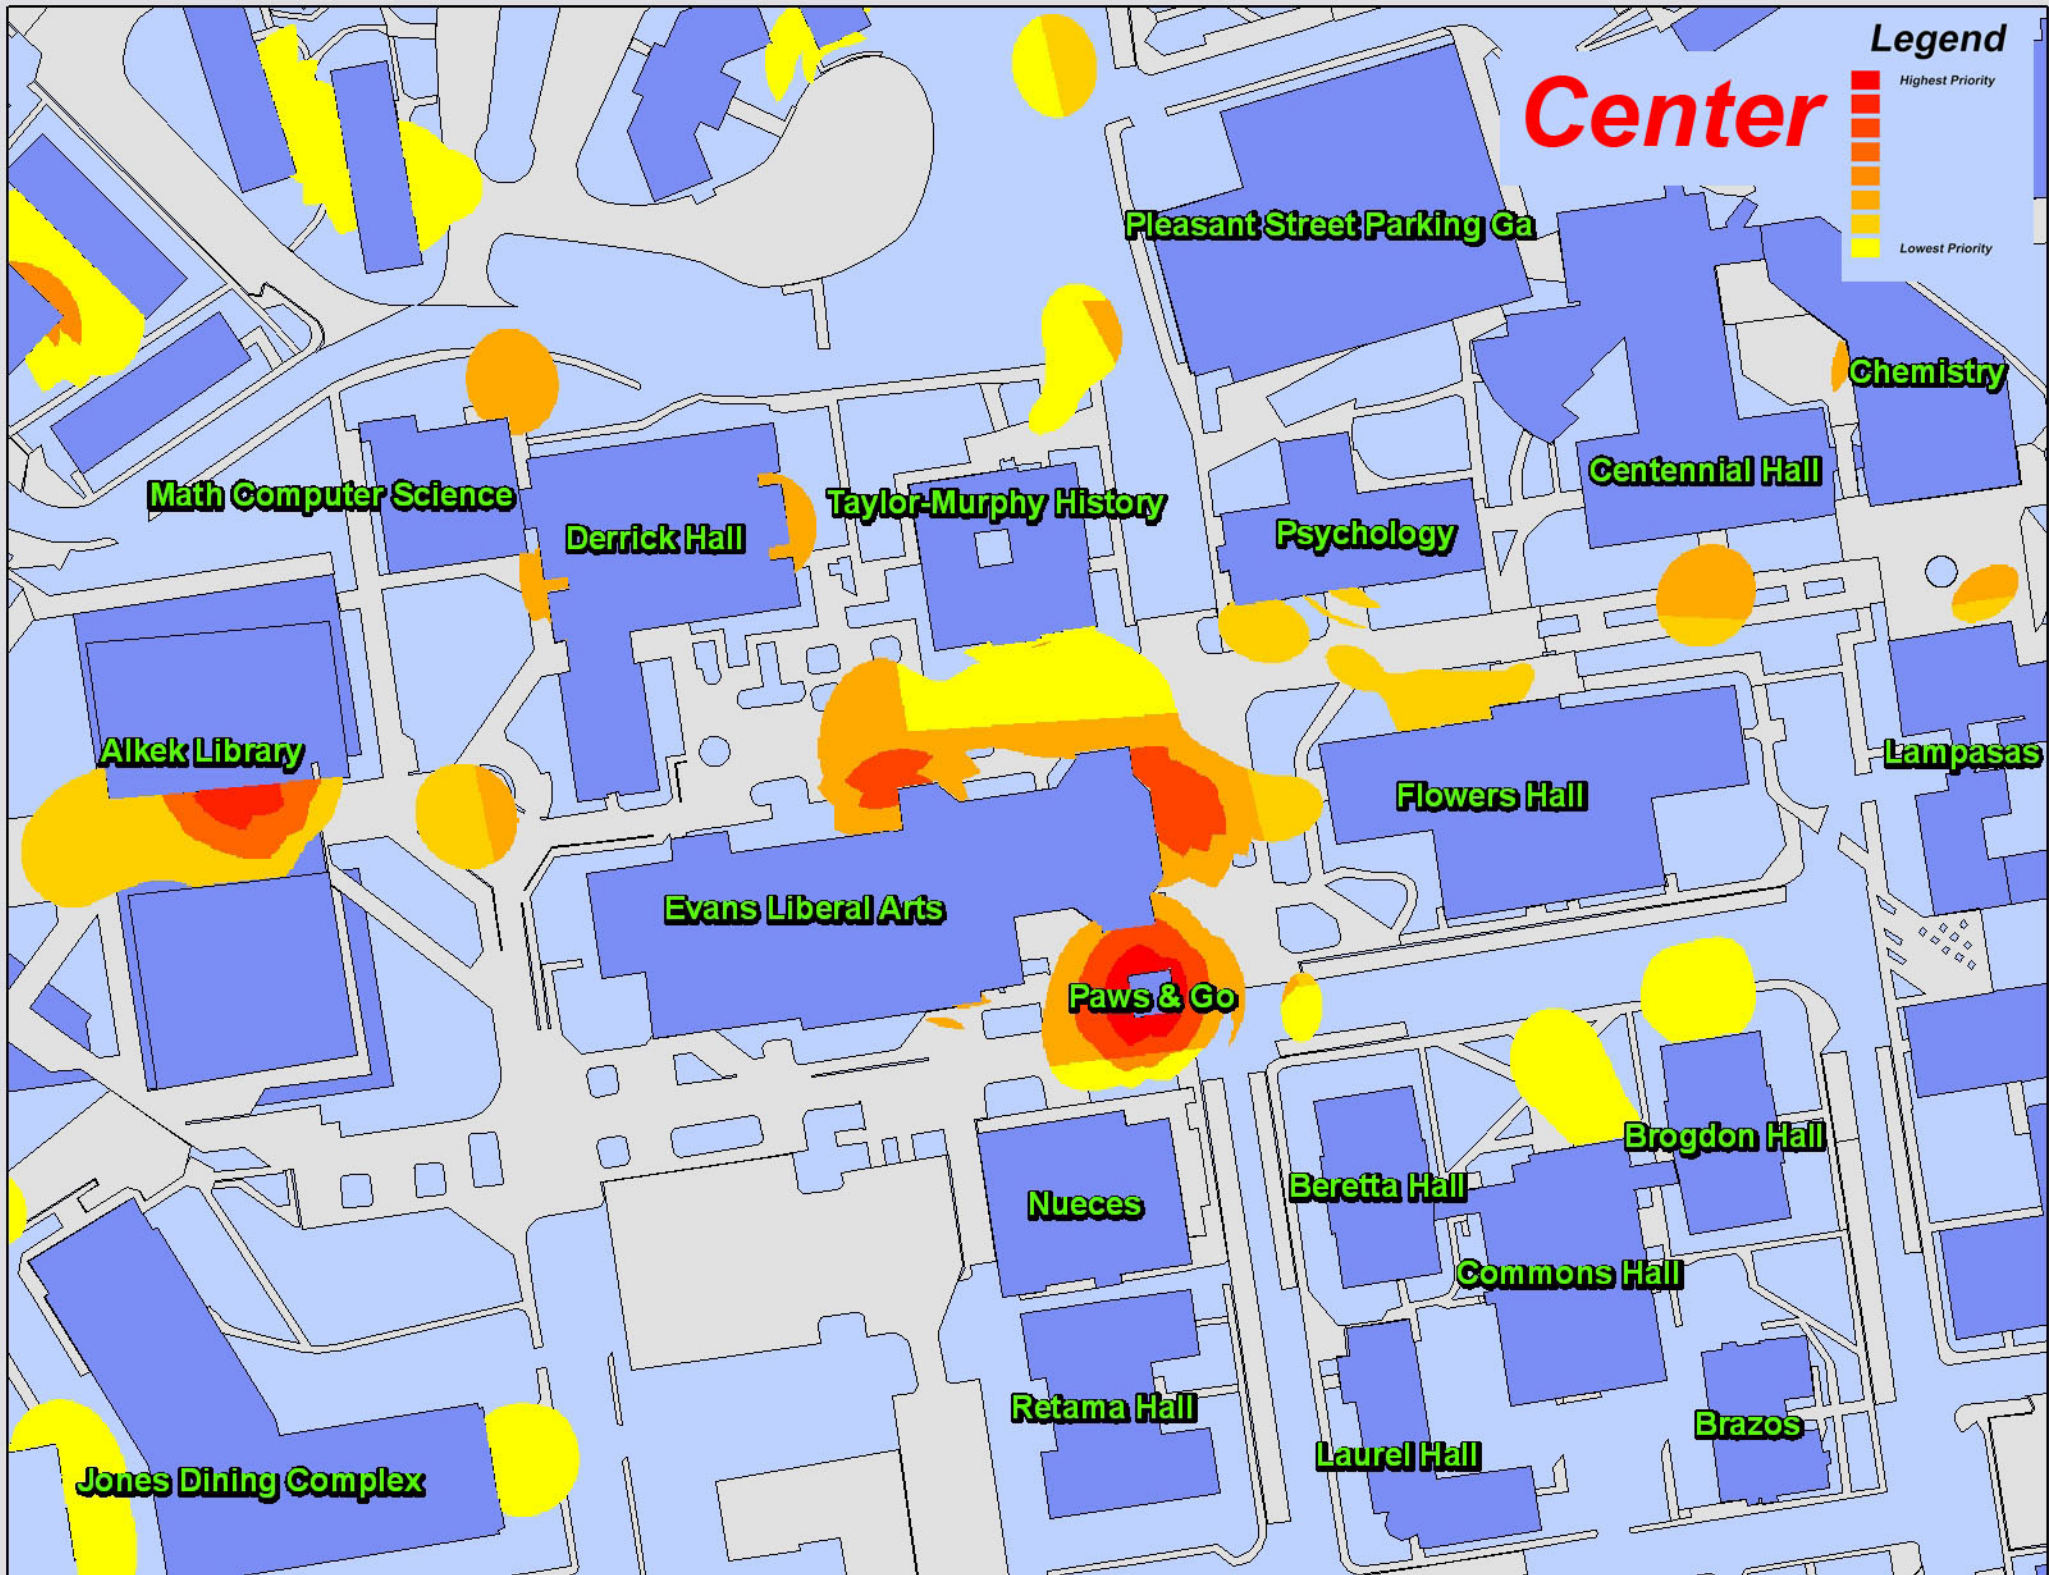 Legend
Highest Priority
Center
Lowest Priority
Pleasant Street Parking Ga
Chemistry
Centennial Hall
Math Computer Science
Taylor-Murphy History
Derrick Hall
Psychology
Alkek Library
Lampasas
Flowers Hall
Evans Liberal Arts
Paws & Go
Brogdon Hall
Beretta Hall
Nueces
Commons Hall
Retama Hall
Brazos
Laurel Hall
Jones Dining Complex